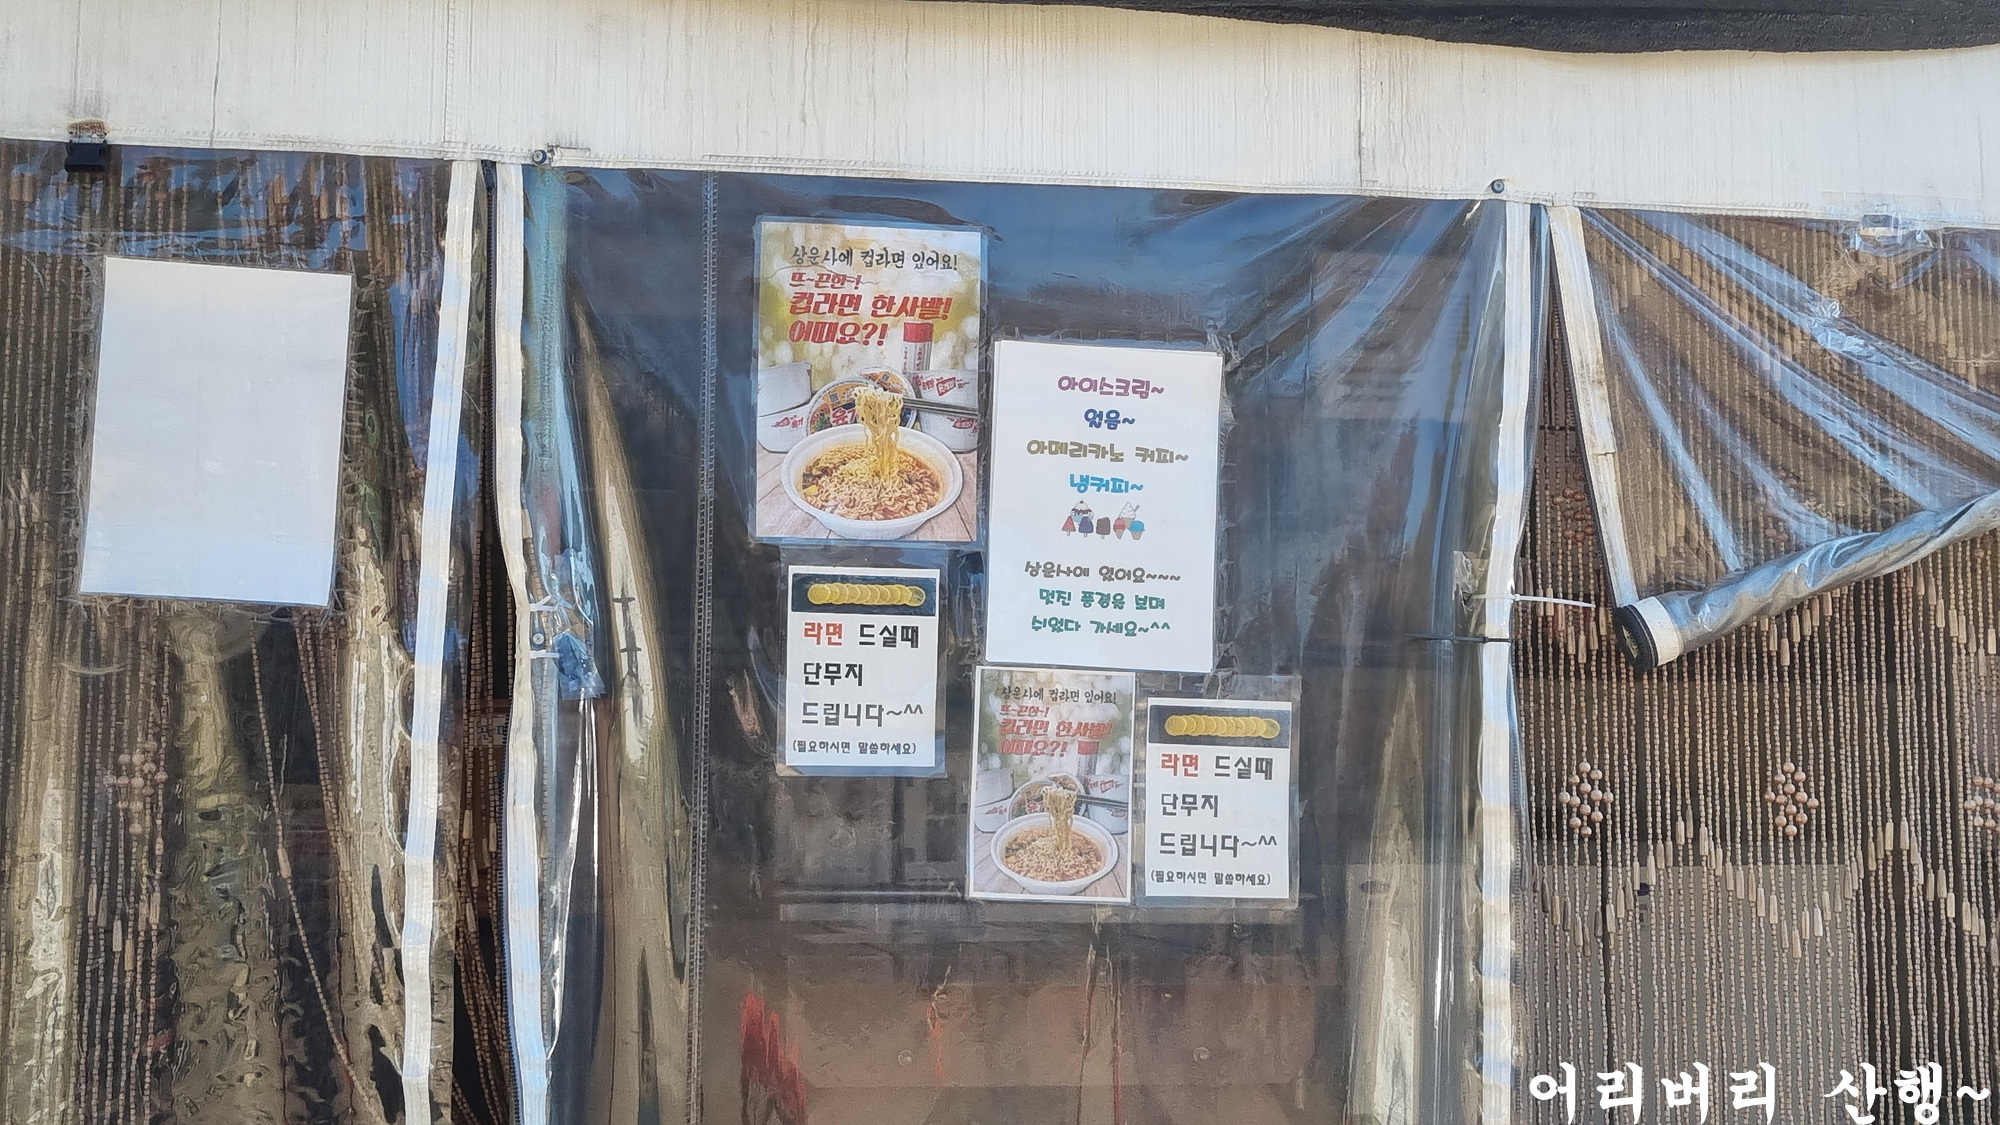 상운사에 컵라면 있어요!
뜨~끈한~!
컵라면 한사발!
어떠요?!
아이스크림~
없음~
아메리카노 커피~
냉커피~
상운사에 있어요~~~
멋진 풍경을 보며
쉬었다 가세요~^^
라면 드실때
단무지
드립니다~^^
(필요하시면 말씀하세요)
상운사에 컵라면 있어요!
뜨~끈한~!
컵라면 한사발!
어떠요?!
라면 드실때
단무지
드립니다~^^
(필요하시면 말씀하세요)
어리버리 산행~